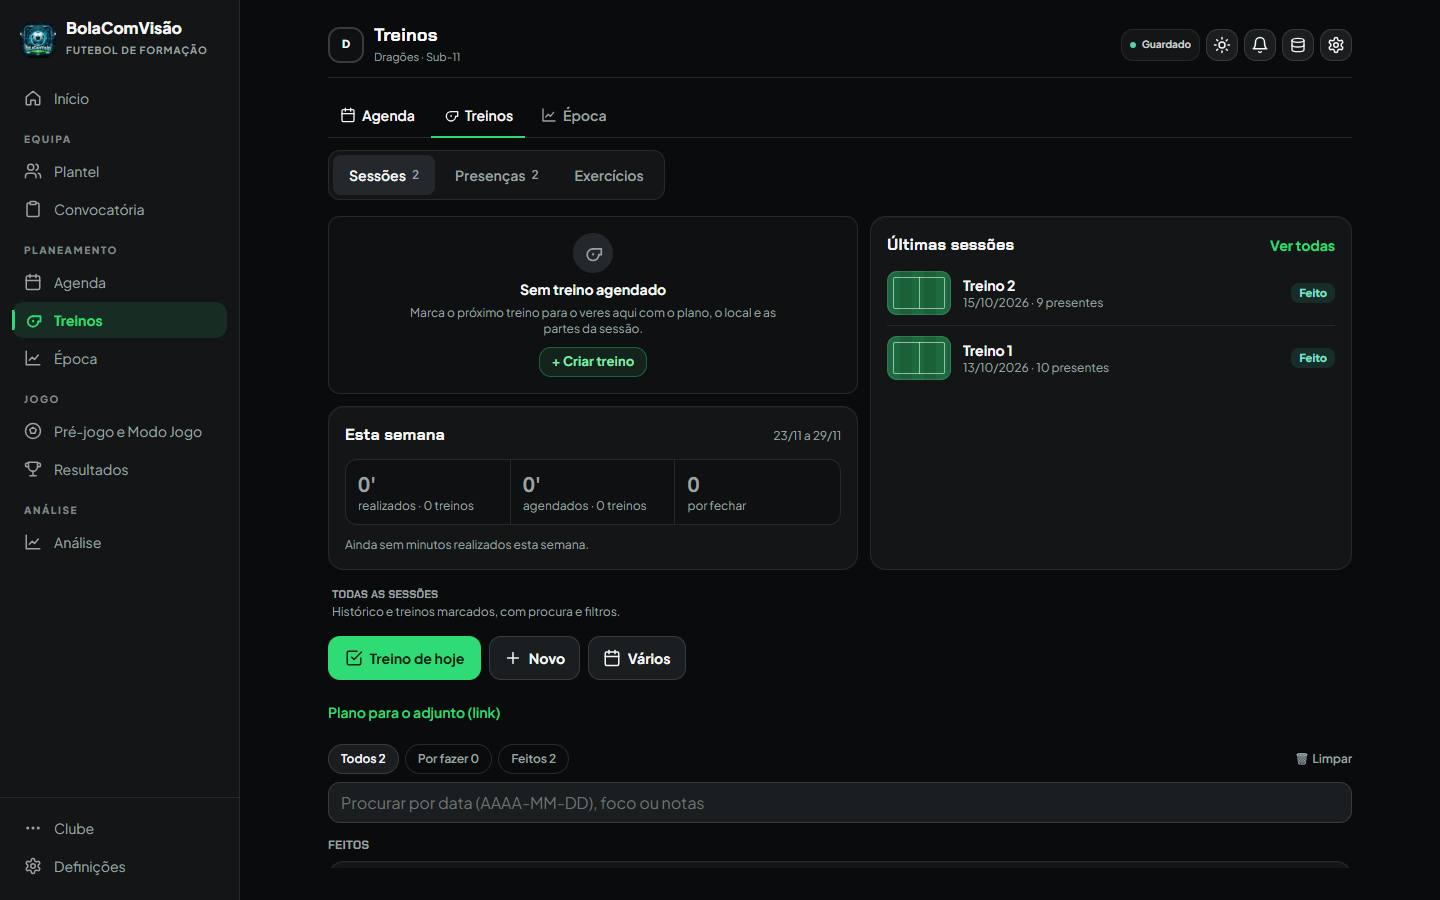 BolaComVisão
FUTEBOL DE FORMAÇÃO
Início
EQUIPA
Plantel
Convocatória
PLANEAMENTO
Agenda
Treinos
Época
JOGO
Pré-jogo e Modo Jogo
Resultados
ANÁLISE
Análise
Clube
Definições
D
Treinos
Dragões · Sub-11
Guardado
Agenda
Treinos
Época
Sessões 2
Presenças 2
Exercícios
Sem treino agendado
Marca o próximo treino para o veres aqui com o plano, o local e as
partes da sessão.
+ Criar treino
Esta semana
23/11 a 29/11
0'
realizados · 0 treinos
0'
agendados · 0 treinos
0
por fechar
Ainda sem minutos realizados esta semana.
Últimas sessões
Ver todas
Treino 2
15/10/2026 · 9 presentes
Feito
Treino 1
13/10/2026 · 10 presentes
Feito
TODAS AS SESSÕES
Histórico e treinos marcados, com procura e filtros.
Treino de hoje
Novo
Vários
Plano para o adjunto (link)
Todos 2
Por fazer 0
Feitos 2
Limpar
Procurar por data (AAAA-MM-DD), foco ou notas
FEITOS